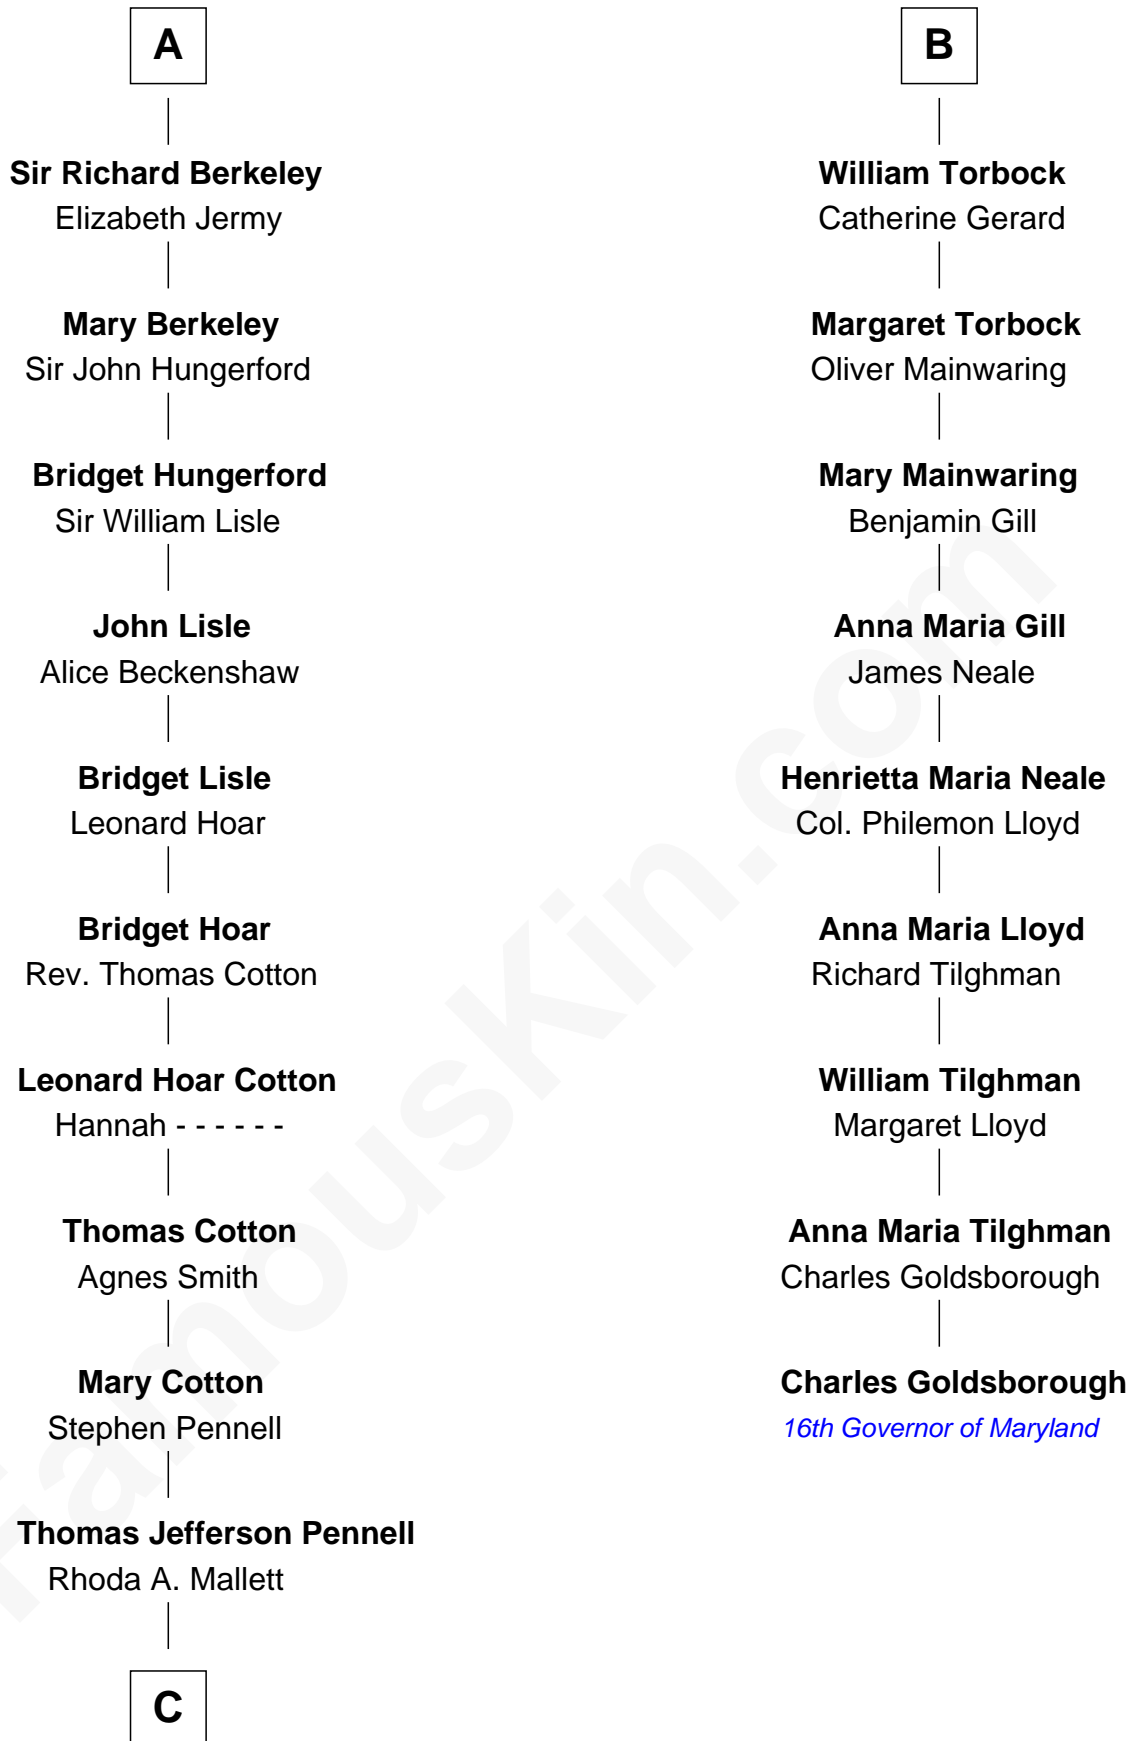 A
Sir Richard Berkeley
Elizabeth Jermy
Mary Berkeley
Sir John Hungerford
Bridget Hungerford
Sir William Lisle
John Lisle
Alice Beckenshaw
Bridget Lisle
Leonard Hoar
Bridget Hoar
Rev. Thomas Cotton
Leonard Hoar Cotton
Hannah - - - - - -
Thomas Cotton
Agnes Smith
Mary Cotton
Stephen Pennell
Thomas Jefferson Pennell
Rhoda A. Mallett
C
B
William Torbock
Catherine Gerard
Margaret Torbock
Oliver Mainwaring
Mary Mainwaring
Benjamin Gill
Anna Maria Gill
James Neale
Henrietta Maria Neale
Col. Philemon Lloyd
Anna Maria Lloyd
Richard Tilghman
William Tilghman
Margaret Lloyd
Anna Maria Tilghman
Charles Goldsborough
Charles Goldsborough
16th Governor of Maryland
FamousKin.com